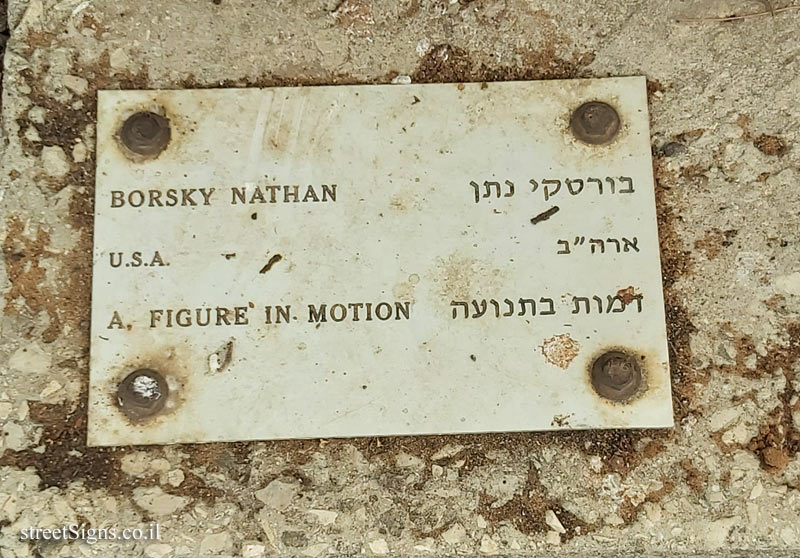 BORSKY NATHAN בורסקי נתן
U.S.A. ארה״ב
A. FIGURE IN MOTION דמות בתנועה
streetSigns.co.il